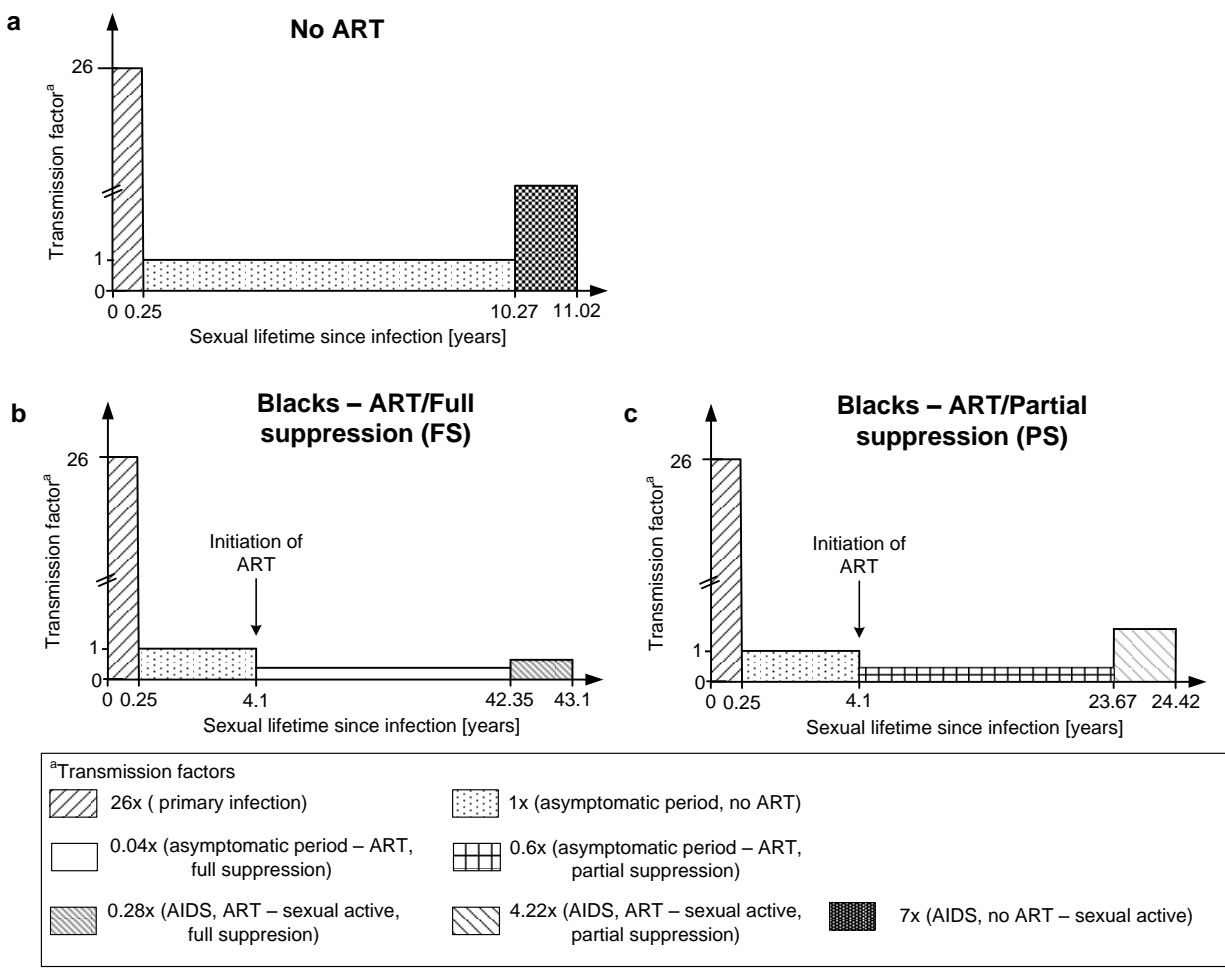 a
No ART
Transmission factorᵃ
26
1
0
0 0.25 10.27 11.02
Sexual lifetime since infection [years]
b
Blacks – ART/Full
suppression (FS)
Transmission factorᵃ
26
Initiation of
ART
1
0
0 0.25 4.1 42.35 43.1
Sexual lifetime since infection [years]
c
Blacks – ART/Partial
suppression (PS)
Transmission factorᵃ
26
Initiation of
ART
1
0
0 0.25 4.1 23.67 24.42
Sexual lifetime since infection [years]
ᵃTransmission factors
26x ( primary infection)
1x (asymptomatic period, no ART)
0.04x (asymptomatic period – ART,
full suppression)
0.6x (asymptomatic period – ART,
partial suppression)
0.28x (AIDS, ART – sexual active,
full suppresion)
4.22x (AIDS, ART – sexual active,
partial suppression)
7x (AIDS, no ART – sexual active)